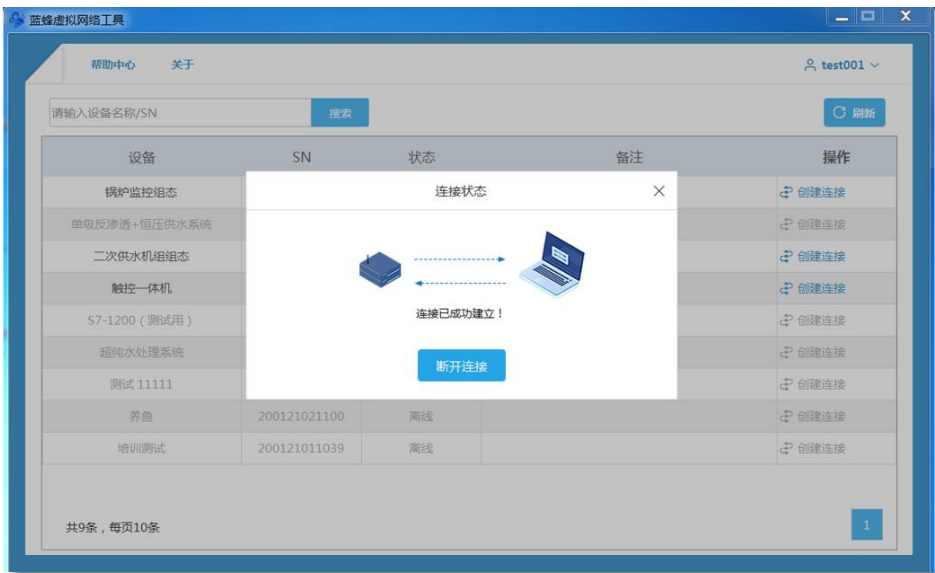 蓝蜂虚拟网络工具
帮助中心 关于 test001
请输入设备名称/SN 搜索 刷新
设备 SN 状态 备注 操作
连接状态
连接已成功建立！
断开连接
锅炉监控组态 创建连接
单级反渗透+恒压供水系统 创建连接
二次供水机组组态 创建连接
触控一体机 创建连接
S7-1200（测试用） 创建连接
超纯水处理系统 创建连接
测试 11111 创建连接
养鱼 200121021100 离线 创建连接
培训测试 200121011039 离线 创建连接
共9条，每页10条 1